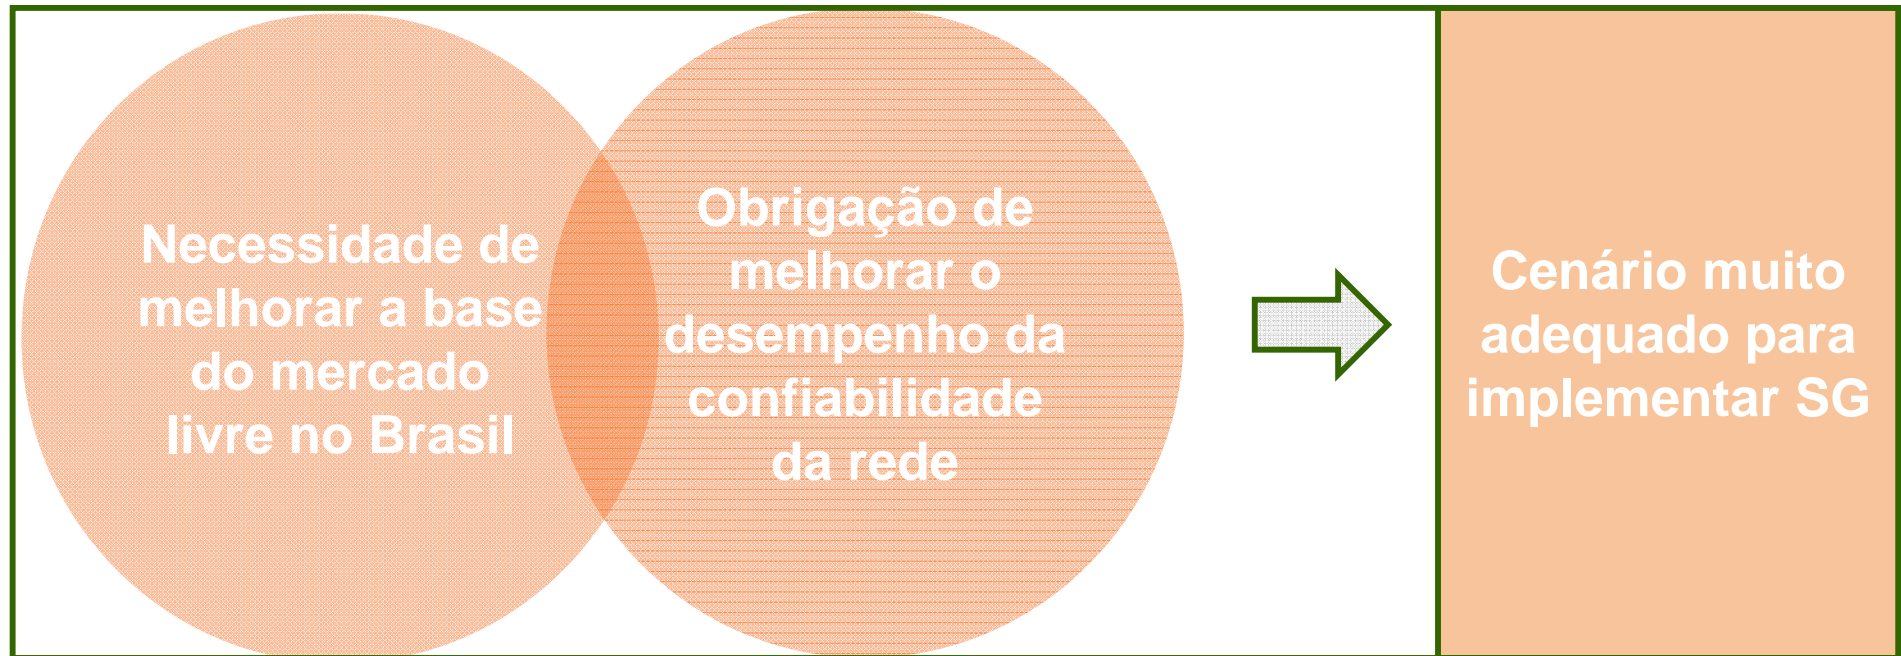 Necessidade de
melhorar a base
do mercado
livre no Brasil
Obrigação de
melhorar o
desempenho da
confiabilidade
da rede
Cenário muito
adequado para
implementar SG